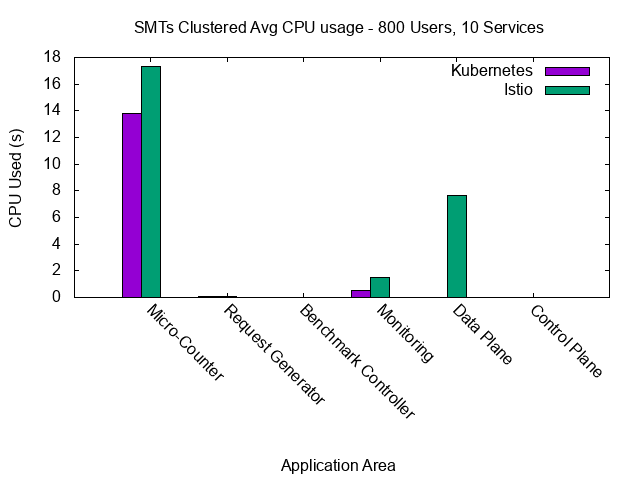 SMTs Clustered Avg CPU usage - 800 Users, 10 Services
Kubernetes
Istio
CPU Used (s)
18
16
14
12
10
8
6
4
2
0
Micro-Counter
Request Generator
Benchmark Controller
Monitoring
Data Plane
Control Plane
Application Area